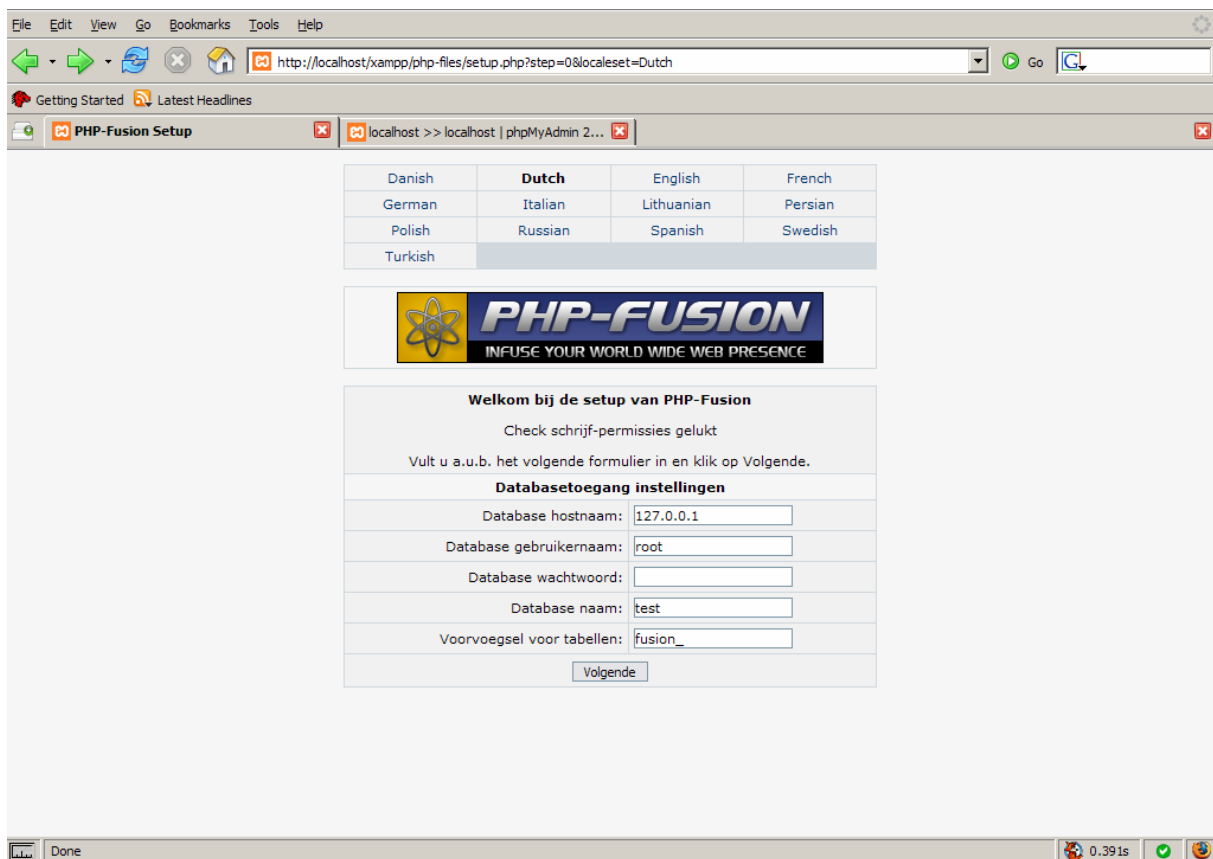 File Edit View Go Bookmarks Tools Help
http://localhost/xampp/php-files/setup.php?step=0&localeset=Dutch
Go
G
Getting Started Latest Headlines
PHP-Fusion Setup
localhost >> localhost | phpMyAdmin 2...
Danish Dutch English French
German Italian Lithuanian Persian
Polish Russian Spanish Swedish
Turkish
PHP-FUSION
INFUSE YOUR WORLD WIDE WEB PRESENCE
Welkom bij de setup van PHP-Fusion
Check schrijf-permissies gelukt
Vult u a.u.b. het volgende formulier in en klik op Volgende.
Databasetoegang instellingen
Database hostnaam: 127.0.0.1
Database gebruikernaam: root
Database wachtwoord:
Database naam: test
Voorvoegsel voor tabellen: fusion_
Volgende
Done
0.391s